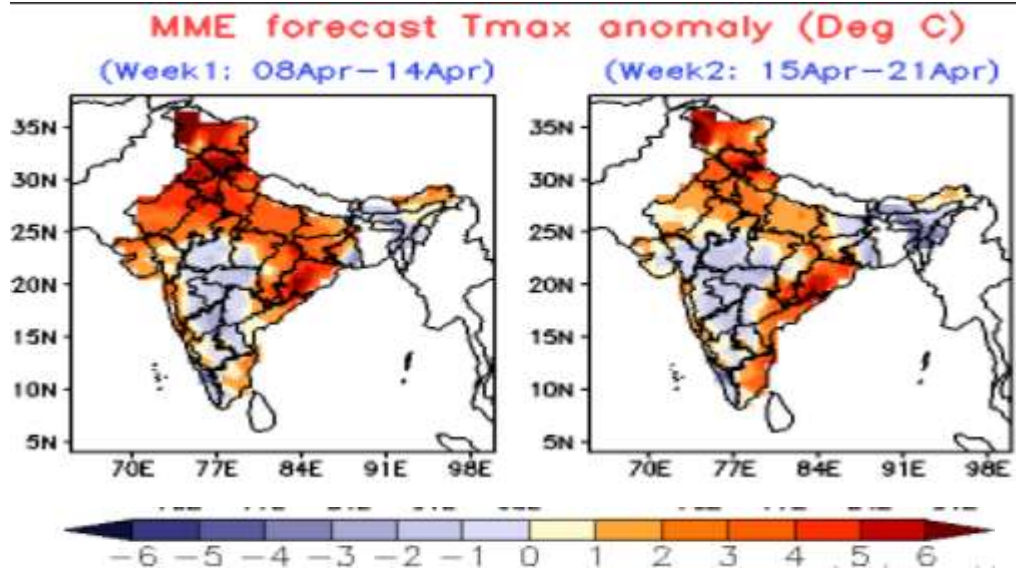 MME forecast Tmax anomaly (Deg C)
(Week1: 08Apr-14Apr) (Week2: 15Apr-21Apr)
35N 35N
30N 30N
25N 25N
20N 20N
15N 15N
10N 10N
5N 5N
70E 77E 84E 91E 98E 70E 77E 84E 91E 98E
-6 -5 -4 -3 -2 -1 0 1 2 3 4 5 6